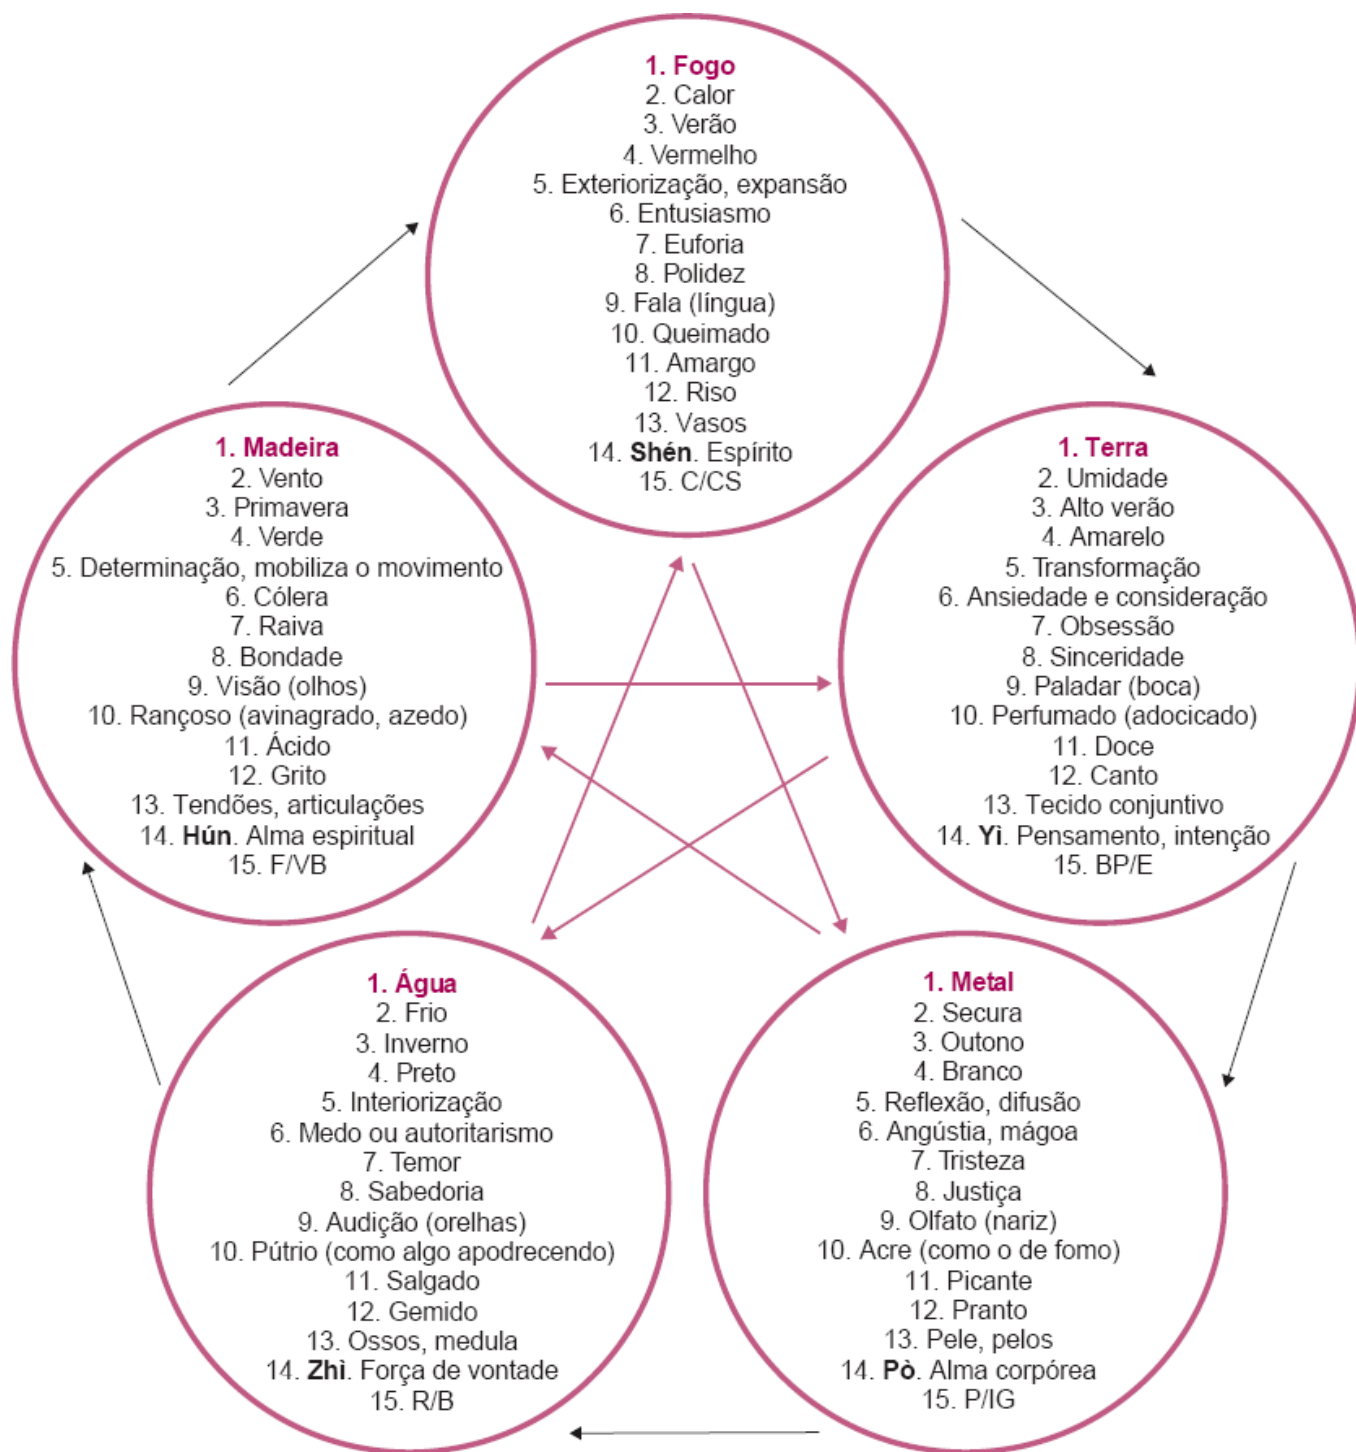 1. Fogo
2. Calor
3. Verão
4. Vermelho
5. Exteriorização, expansão
6. Entusiasmo
7. Euforia
8. Polidez
9. Fala (língua)
10. Queimado
11. Amargo
12. Riso
13. Vasos
14. Shén. Espírito
15. C/CS
1. Madeira
2. Vento
3. Primavera
4. Verde
5. Determinação, mobiliza o movimento
6. Cólera
7. Raiva
8. Bondade
9. Visão (olhos)
10. Rançoso (avinagrado, azedo)
11. Ácido
12. Grito
13. Tendões, articulações
14. Hún. Alma espiritual
15. F/VB
1. Terra
2. Umidade
3. Alto verão
4. Amarelo
5. Transformação
6. Ansiedade e consideração
7. Obsessão
8. Sinceridade
9. Paladar (boca)
10. Perfumado (adocicado)
11. Doce
12. Canto
13. Tecido conjuntivo
14. Yì. Pensamento, intenção
15. BP/E
1. Água
2. Frio
3. Inverno
4. Preto
5. Interiorização
6. Medo ou autoritarismo
7. Temor
8. Sabedoria
9. Audição (orelhas)
10. Pútrio (como algo apodrecendo)
11. Salgado
12. Gemido
13. Ossos, medula
14. Zhì. Força de vontade
15. R/B
1. Metal
2. Secura
3. Outono
4. Branco
5. Reflexão, difusão
6. Angústia, mágoa
7. Tristeza
8. Justiça
9. Olfato (nariz)
10. Acre (como o de fomo)
11. Picante
12. Pranto
13. Pele, pelos
14. Pò. Alma corpórea
15. P/IG